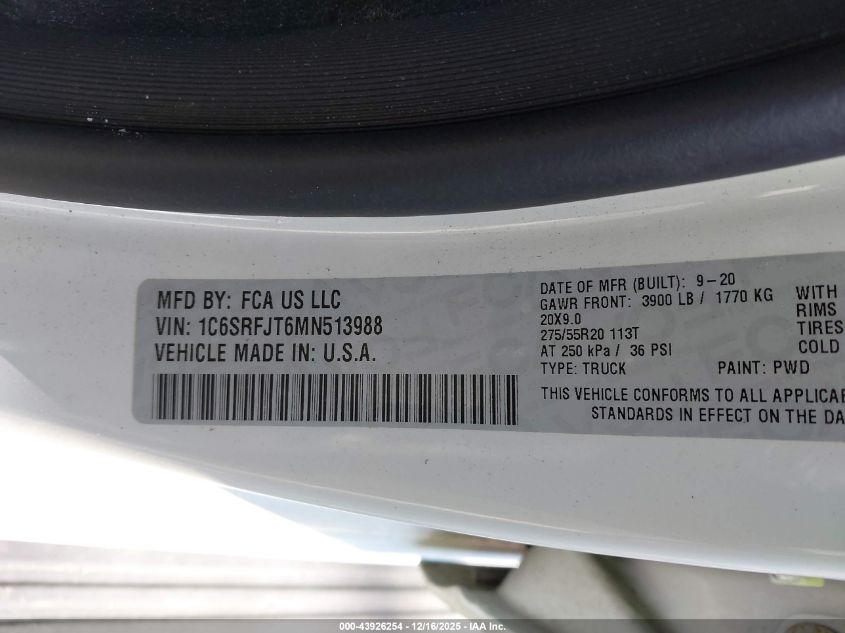 MFD BY: FCA US LLC
VIN: 1C6SRFJT6MN513988
VEHICLE MADE IN: U.S.A.
DATE OF MFR (BUILT): 9-20
GAWR FRONT: 3900 LB / 1770 KG
20X9.0
275/55R20 113T
AT 250 kPa / 36 PSI
TYPE: TRUCK PAINT: PWD
WITH
RIMS
TIRES
COLD
THIS VEHICLE CONFORMS TO ALL
STANDARDS IN EFFECT ON THE
000-43926254 - 12/16/2025 - IAA Inc.